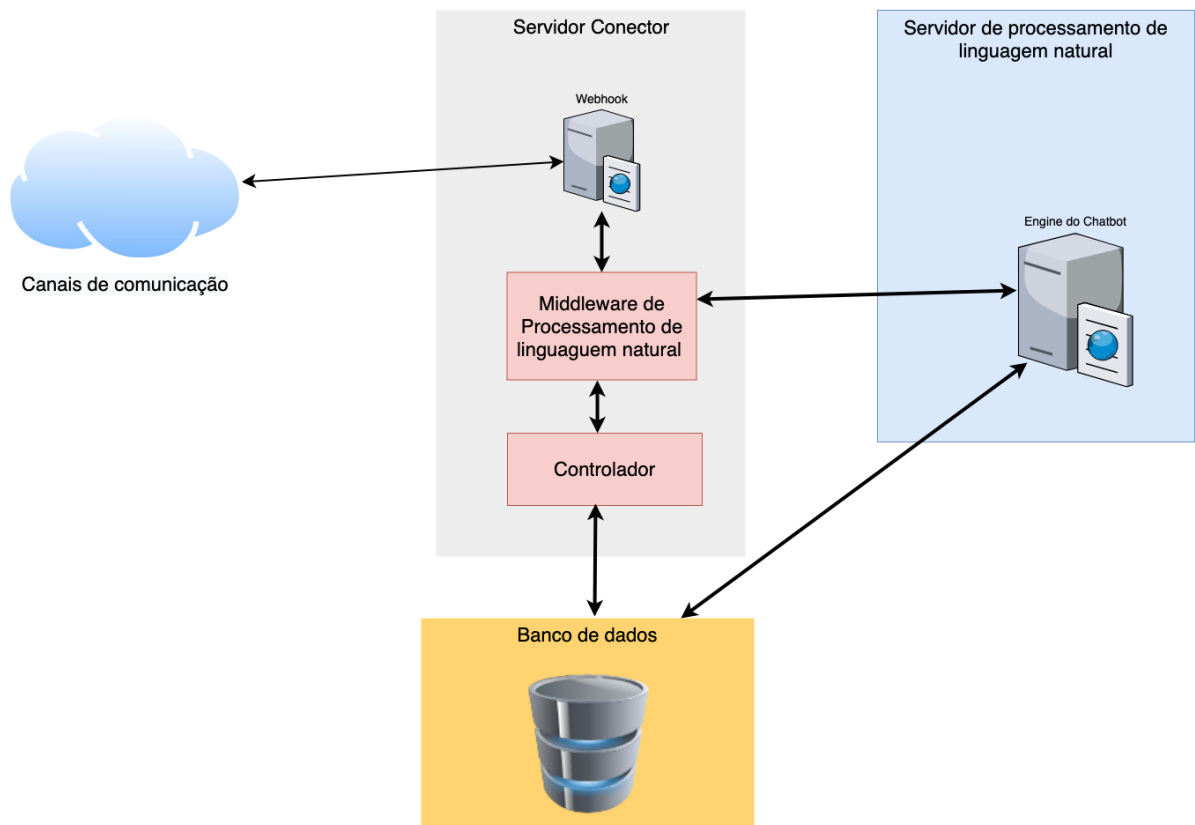 Servidor Conector
Servidor de processamento de
linguagem natural
Webhook
Canais de comunicação
Engine do Chatbot
Middleware de
Processamento de
linguaguem natural
Controlador
Banco de dados